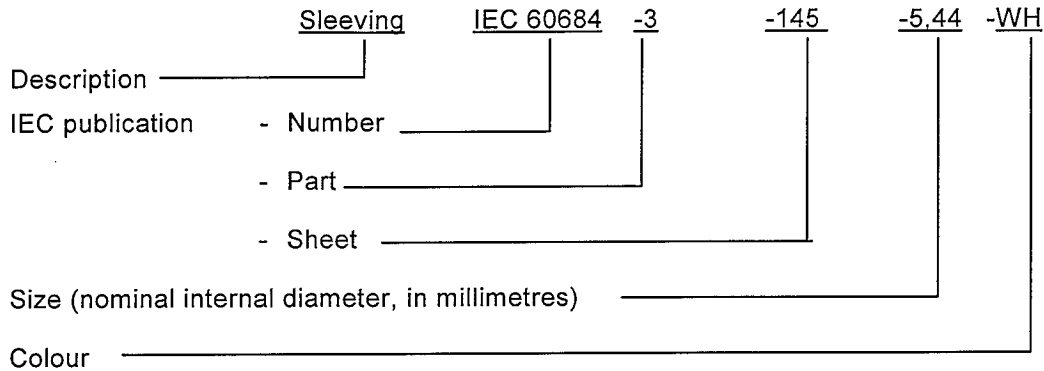 Sleeving IEC 60684 -3 -145 -5,44 -WH
Description
IEC publication - Number
- Part
- Sheet
Size (nominal internal diameter, in millimetres)
Colour